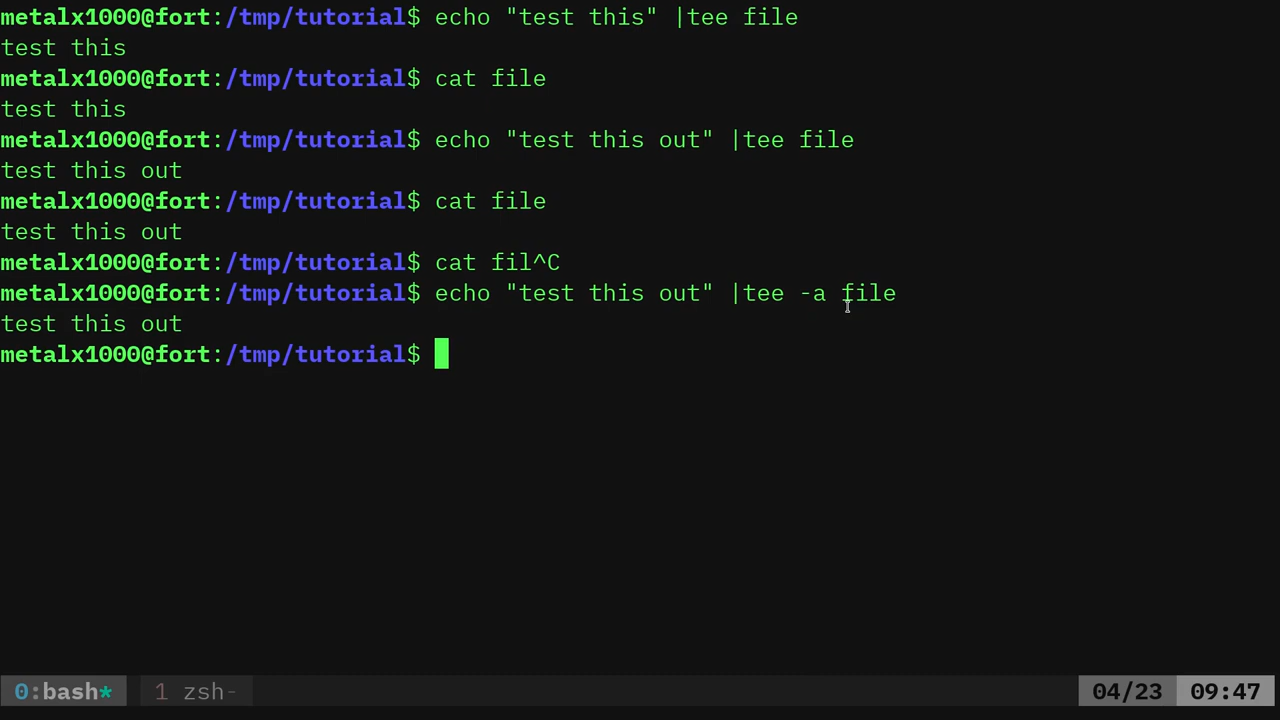 metalx1000@fort:/tmp/tutorial$ echo "test this" |tee file
test this
metalx1000@fort:/tmp/tutorial$ cat file
test this
metalx1000@fort:/tmp/tutorial$ echo "test this out" |tee file
test this out
metalx1000@fort:/tmp/tutorial$ cat file
test this out
metalx1000@fort:/tmp/tutorial$ cat fil^C
metalx1000@fort:/tmp/tutorial$ echo "test this out" |tee -a file
test this out
metalx1000@fort:/tmp/tutorial$
0:bash* 1 zsh- 04/23 09:47